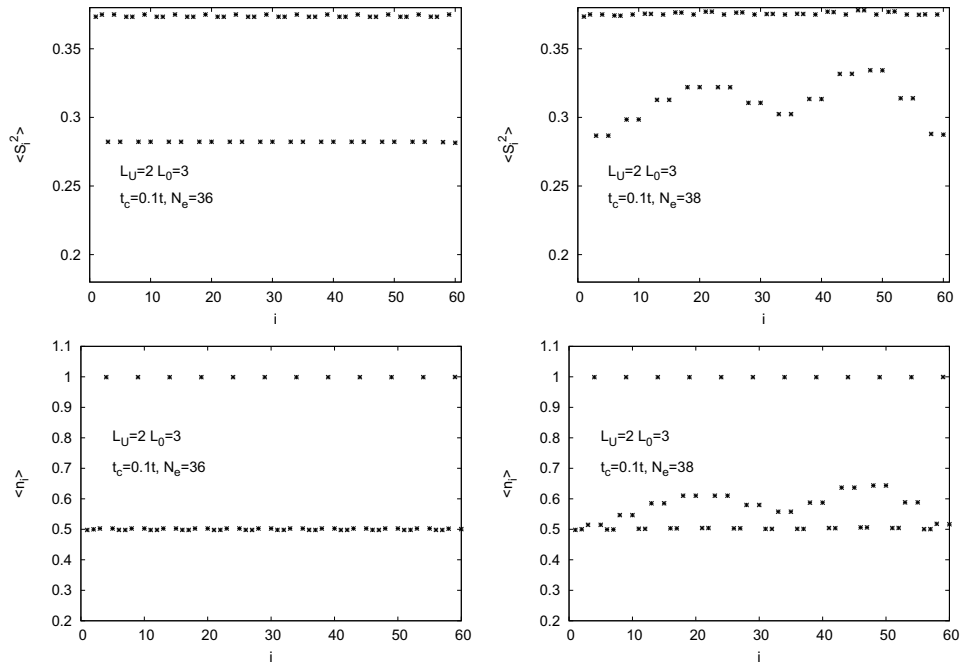 <S_i^2>
0.35
0.3
0.25
0.2
L_U=2 L_0=3
t_c=0.1t, N_e=36
0 10 20 30 40 50 60
i
<S_i^2>
0.35
0.3
0.25
0.2
L_U=2 L_0=3
t_c=0.1t, N_e=38
0 10 20 30 40 50 60
i
<n_i>
1.1
1
0.9
0.8
0.7
0.6
0.5
0.4
0.3
0.2
L_U=2 L_0=3
t_c=0.1t, N_e=36
0 10 20 30 40 50 60
i
<n_i>
1.1
1
0.9
0.8
0.7
0.6
0.5
0.4
0.3
0.2
L_U=2 L_0=3
t_c=0.1t, N_e=38
0 10 20 30 40 50 60
i